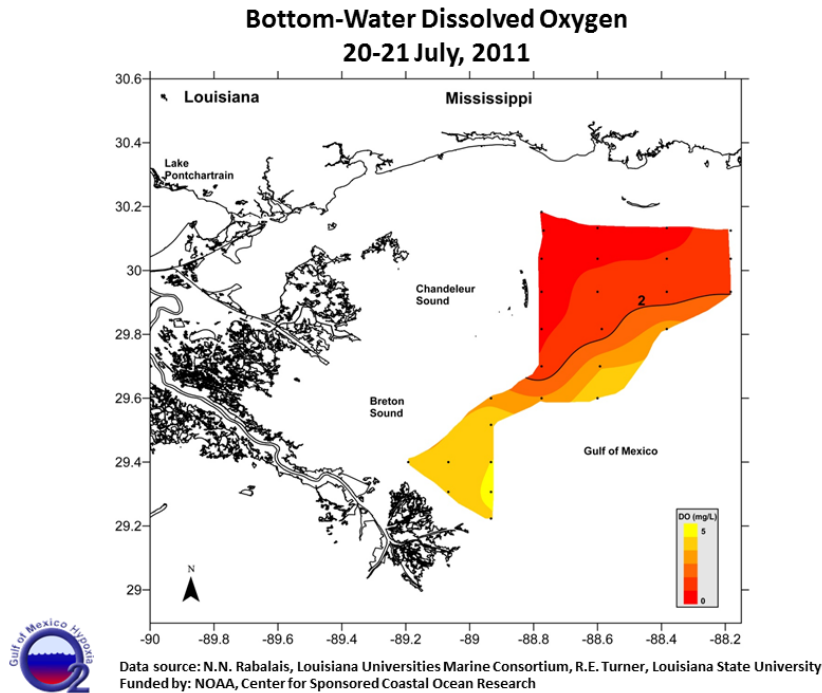 Bottom-Water Dissolved Oxygen
20-21 July, 2011
30.6
Louisiana
Mississippi
30.4
Lake
Pontchartrain
30.2
30
Chandeleur
Sound
2
29.8
29.6
Breton
Sound
Gulf of Mexico
29.4
29.2
DO (mg/L)
5
0
29
N
-90
-89.8
-89.6
-89.4
-89.2
-89
-88.8
-88.6
-88.4
-88.2
Gulf of Mexico Hypoxia
2
Data source: N.N. Rabalais, Louisiana Universities Marine Consortium, R.E. Turner, Louisiana State University
Funded by: NOAA, Center for Sponsored Coastal Ocean Research